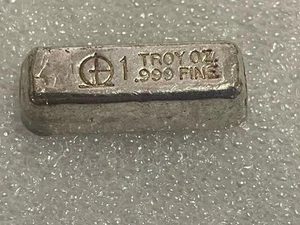 1 TROY OZ.
.999 FINE